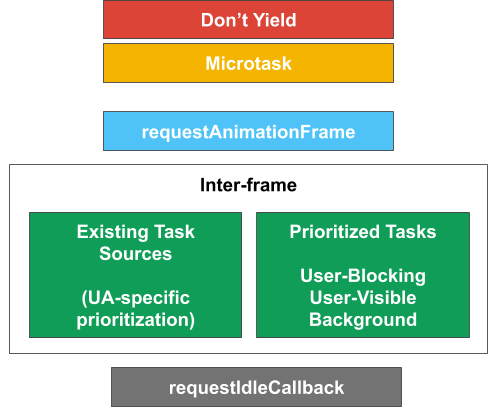 Don’t Yield
Microtask
requestAnimationFrame
Inter-frame
Existing Task
Sources
(UA-specific
prioritization)
Prioritized Tasks
User-Blocking
User-Visible
Background
requestIdleCallback